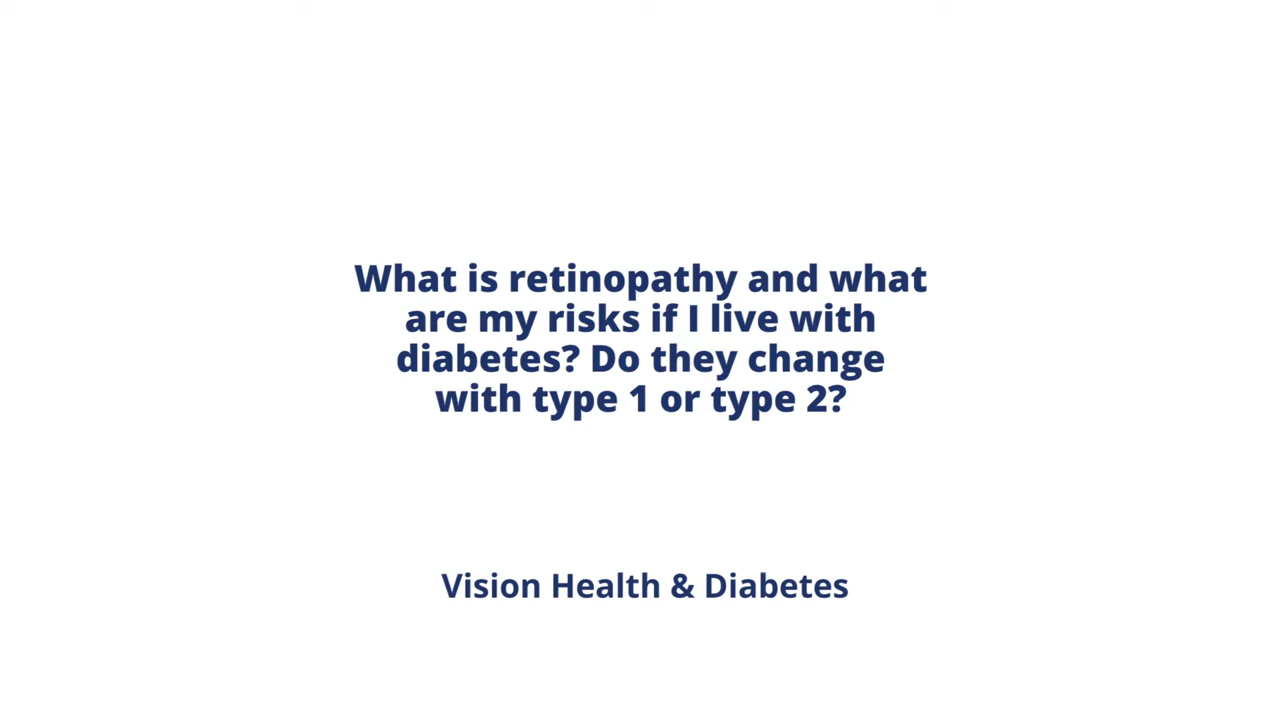 What is retinopathy and what
are my risks if I live with
diabetes? Do they change
with type 1 or type 2?
Vision Health & Diabetes